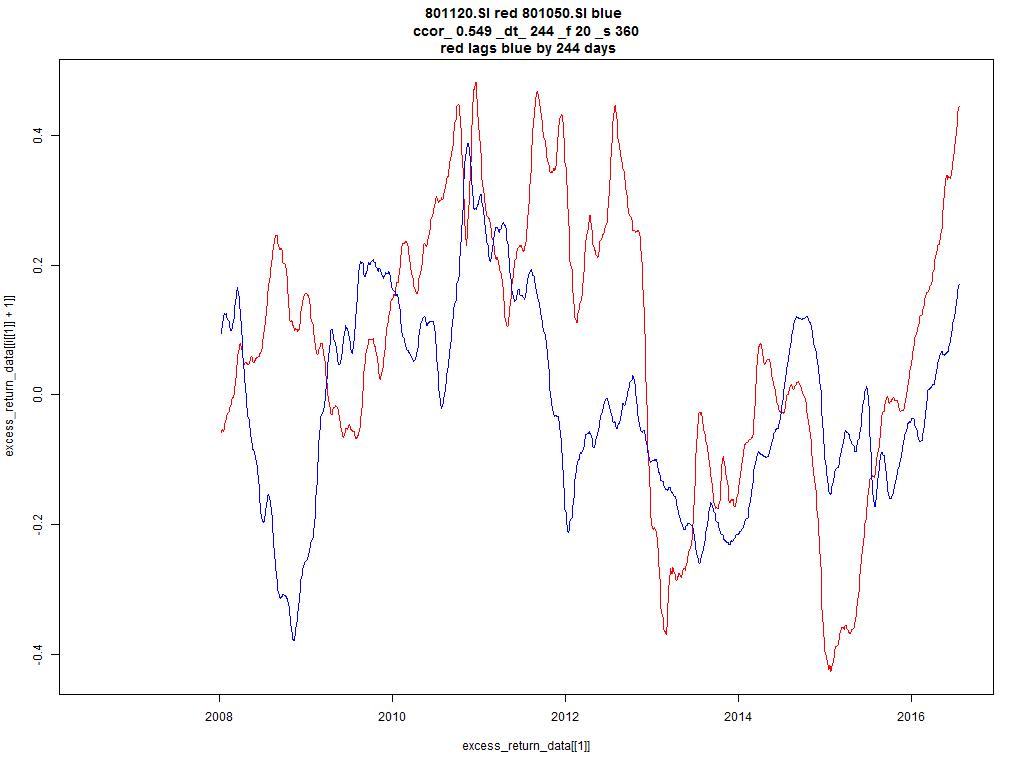 801120.SI red 801050.SI blue
ccor_ 0.549 _dt_ 244 _f 20 _s 360
red lags blue by 244 days
excess_return_data[[i[[1]] + 1]]
0.4
0.2
0.0
-0.2
-0.4
2008 2010 2012 2014 2016
excess_return_data[[1]]